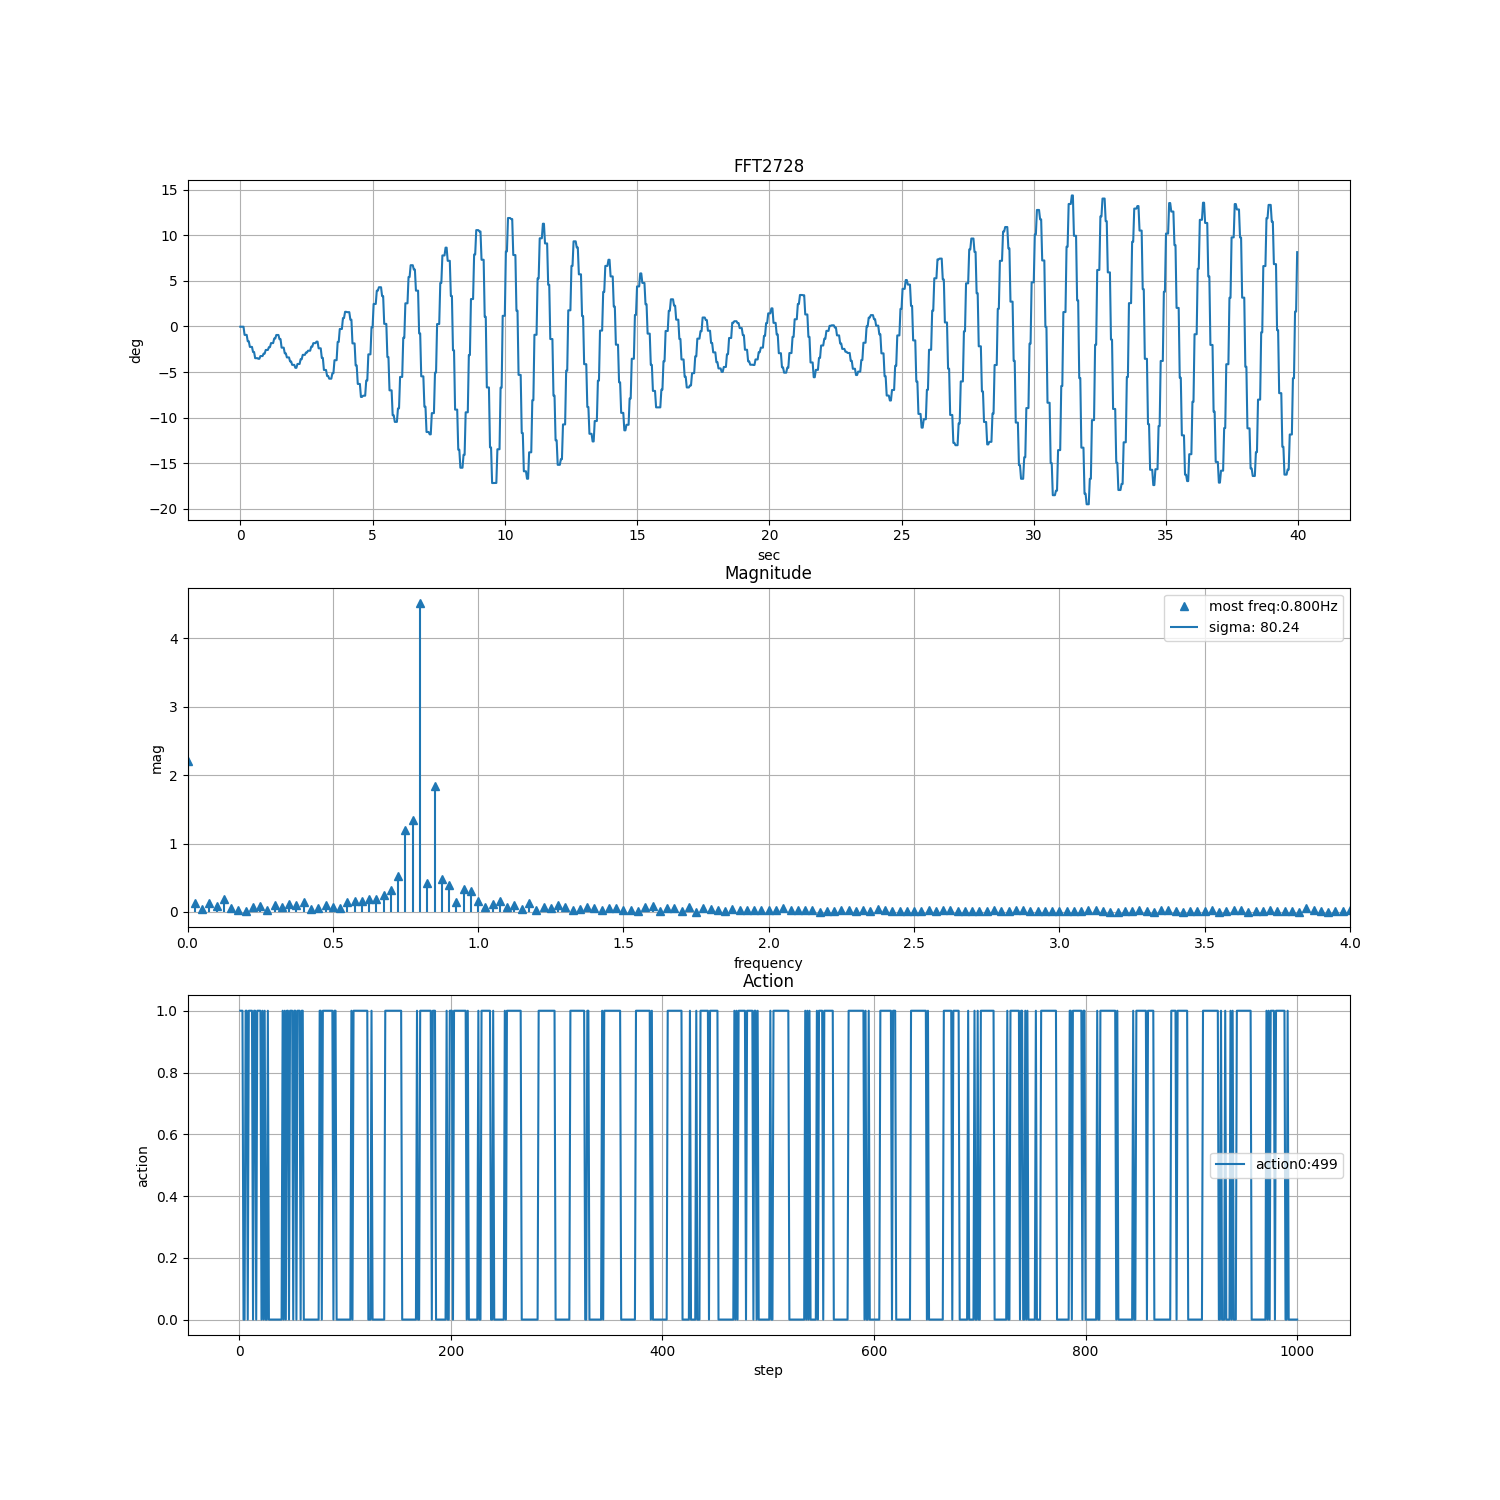 FFT2728
15
10
5
0
−5
−10
−15
−20
deg
0 5 10 15 20 25 30 35 40
sec
Magnitude
most freq:0.800Hz
sigma: 80.24
4
3
2
1
0
mag
0.0 0.5 1.0 1.5 2.0 2.5 3.0 3.5 4.0
frequency
Action
1.0
0.8
0.6
0.4
0.2
0.0
action
action0:499
0 200 400 600 800 1000
step